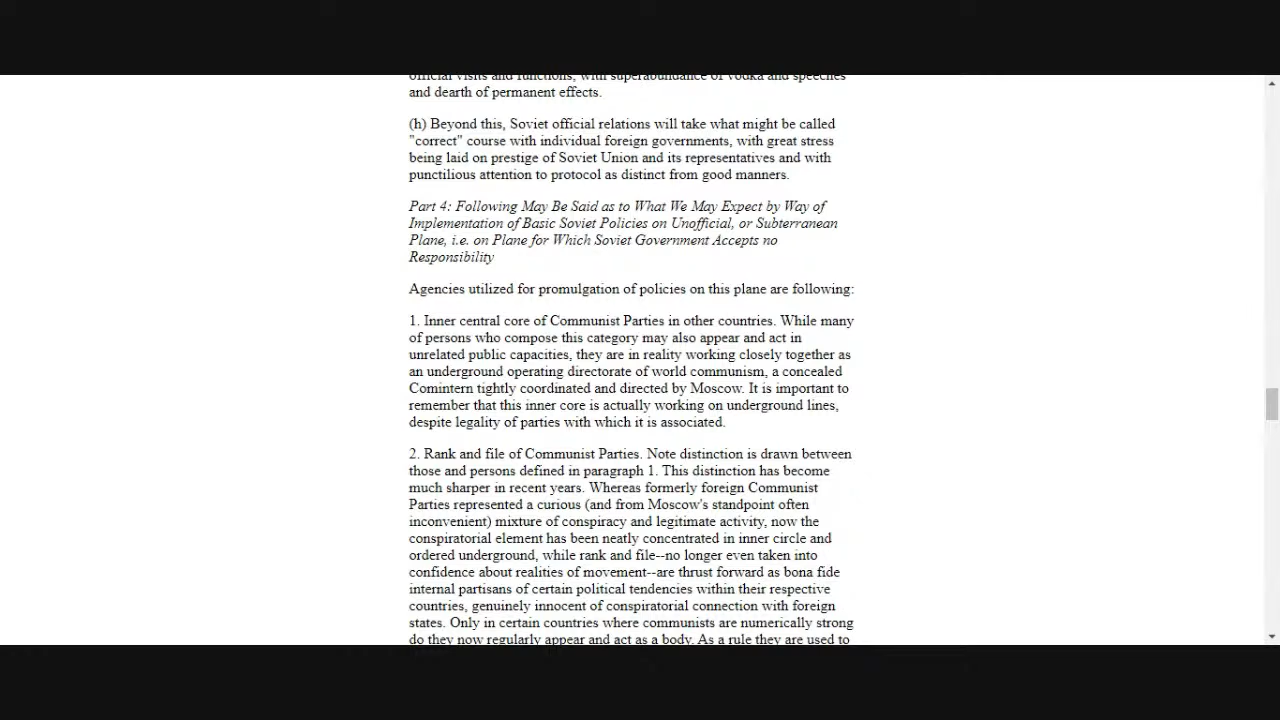 official visits and functions, with superabundance of vodka and speeches
and dearth of permanent effects.
(h) Beyond this, Soviet official relations will take what might be called
"correct" course with individual foreign governments, with great stress
being laid on prestige of Soviet Union and its representatives and with
punctilious attention to protocol as distinct from good manners.
Part 4: Following May Be Said as to What We May Expect by Way of
Implementation of Basic Soviet Policies on Unofficial, or Subterranean
Plane, i.e. on Plane for Which Soviet Government Accepts no
Responsibility
Agencies utilized for promulgation of policies on this plane are following:
1. Inner central core of Communist Parties in other countries. While many
of persons who compose this category may also appear and act in
unrelated public capacities, they are in reality working closely together as
an underground operating directorate of world communism, a concealed
Comintern tightly coordinated and directed by Moscow. It is important to
remember that this inner core is actually working on underground lines,
despite legality of parties with which it is associated.
2. Rank and file of Communist Parties. Note distinction is drawn between
those and persons defined in paragraph 1. This distinction has become
much sharper in recent years. Whereas formerly foreign Communist
Parties represented a curious (and from Moscow's standpoint often
inconvenient) mixture of conspiracy and legitimate activity, now the
conspiratorial element has been neatly concentrated in inner circle and
ordered underground, while rank and file--no longer even taken into
confidence about realities of movement--are thrust forward as bona fide
internal partisans of certain political tendencies within their respective
countries, genuinely innocent of conspiratorial connection with foreign
states. Only in certain countries where communists are numerically strong
do they now regularly appear and act as a body. As a rule they are used to